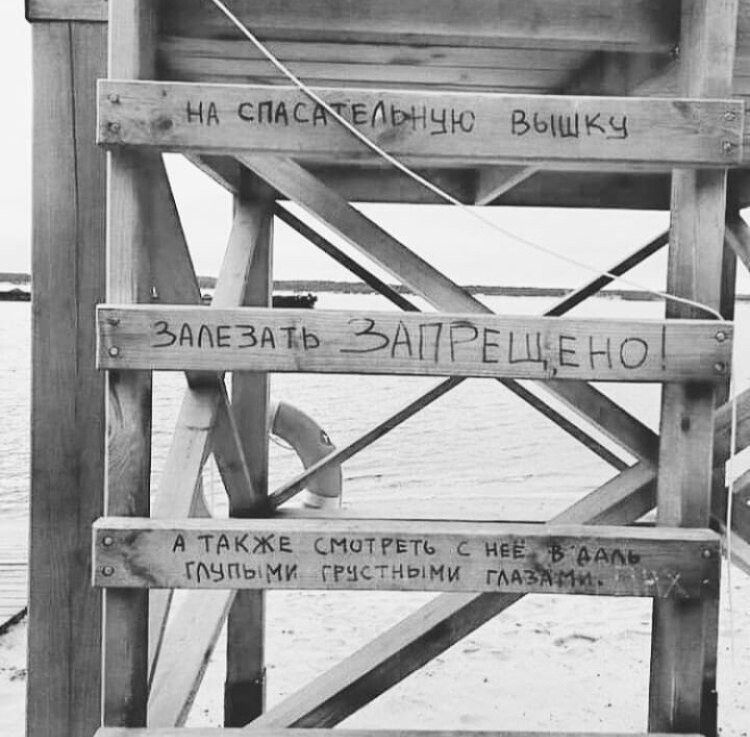 НА СПАСАТЕЛЬНУЮ ВЫШКУ
ЗАЛЕЗАТЬ ЗАПРЕЩЕНО!
А ТАКЖЕ СМОТРЕТЬ С НЕЁ В ДАЛЬ
ГЛУПЫМИ ГРУСТНЫМИ ГЛАЗАМИ.